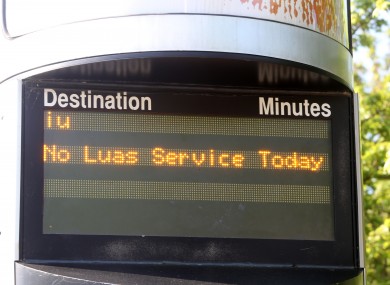 Destination Minutes
iu
No Luas Service Today